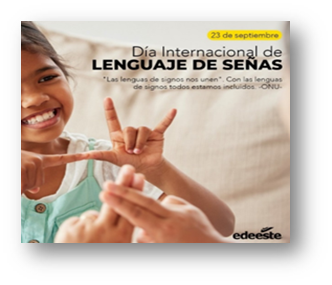 23 de septiembre
Día Internacional de
LENGUAJE DE SEÑAS
"Las lenguas de signos nos unen". Con las lenguas
de signos todos estamos incluidos. -ONU-
edeeste